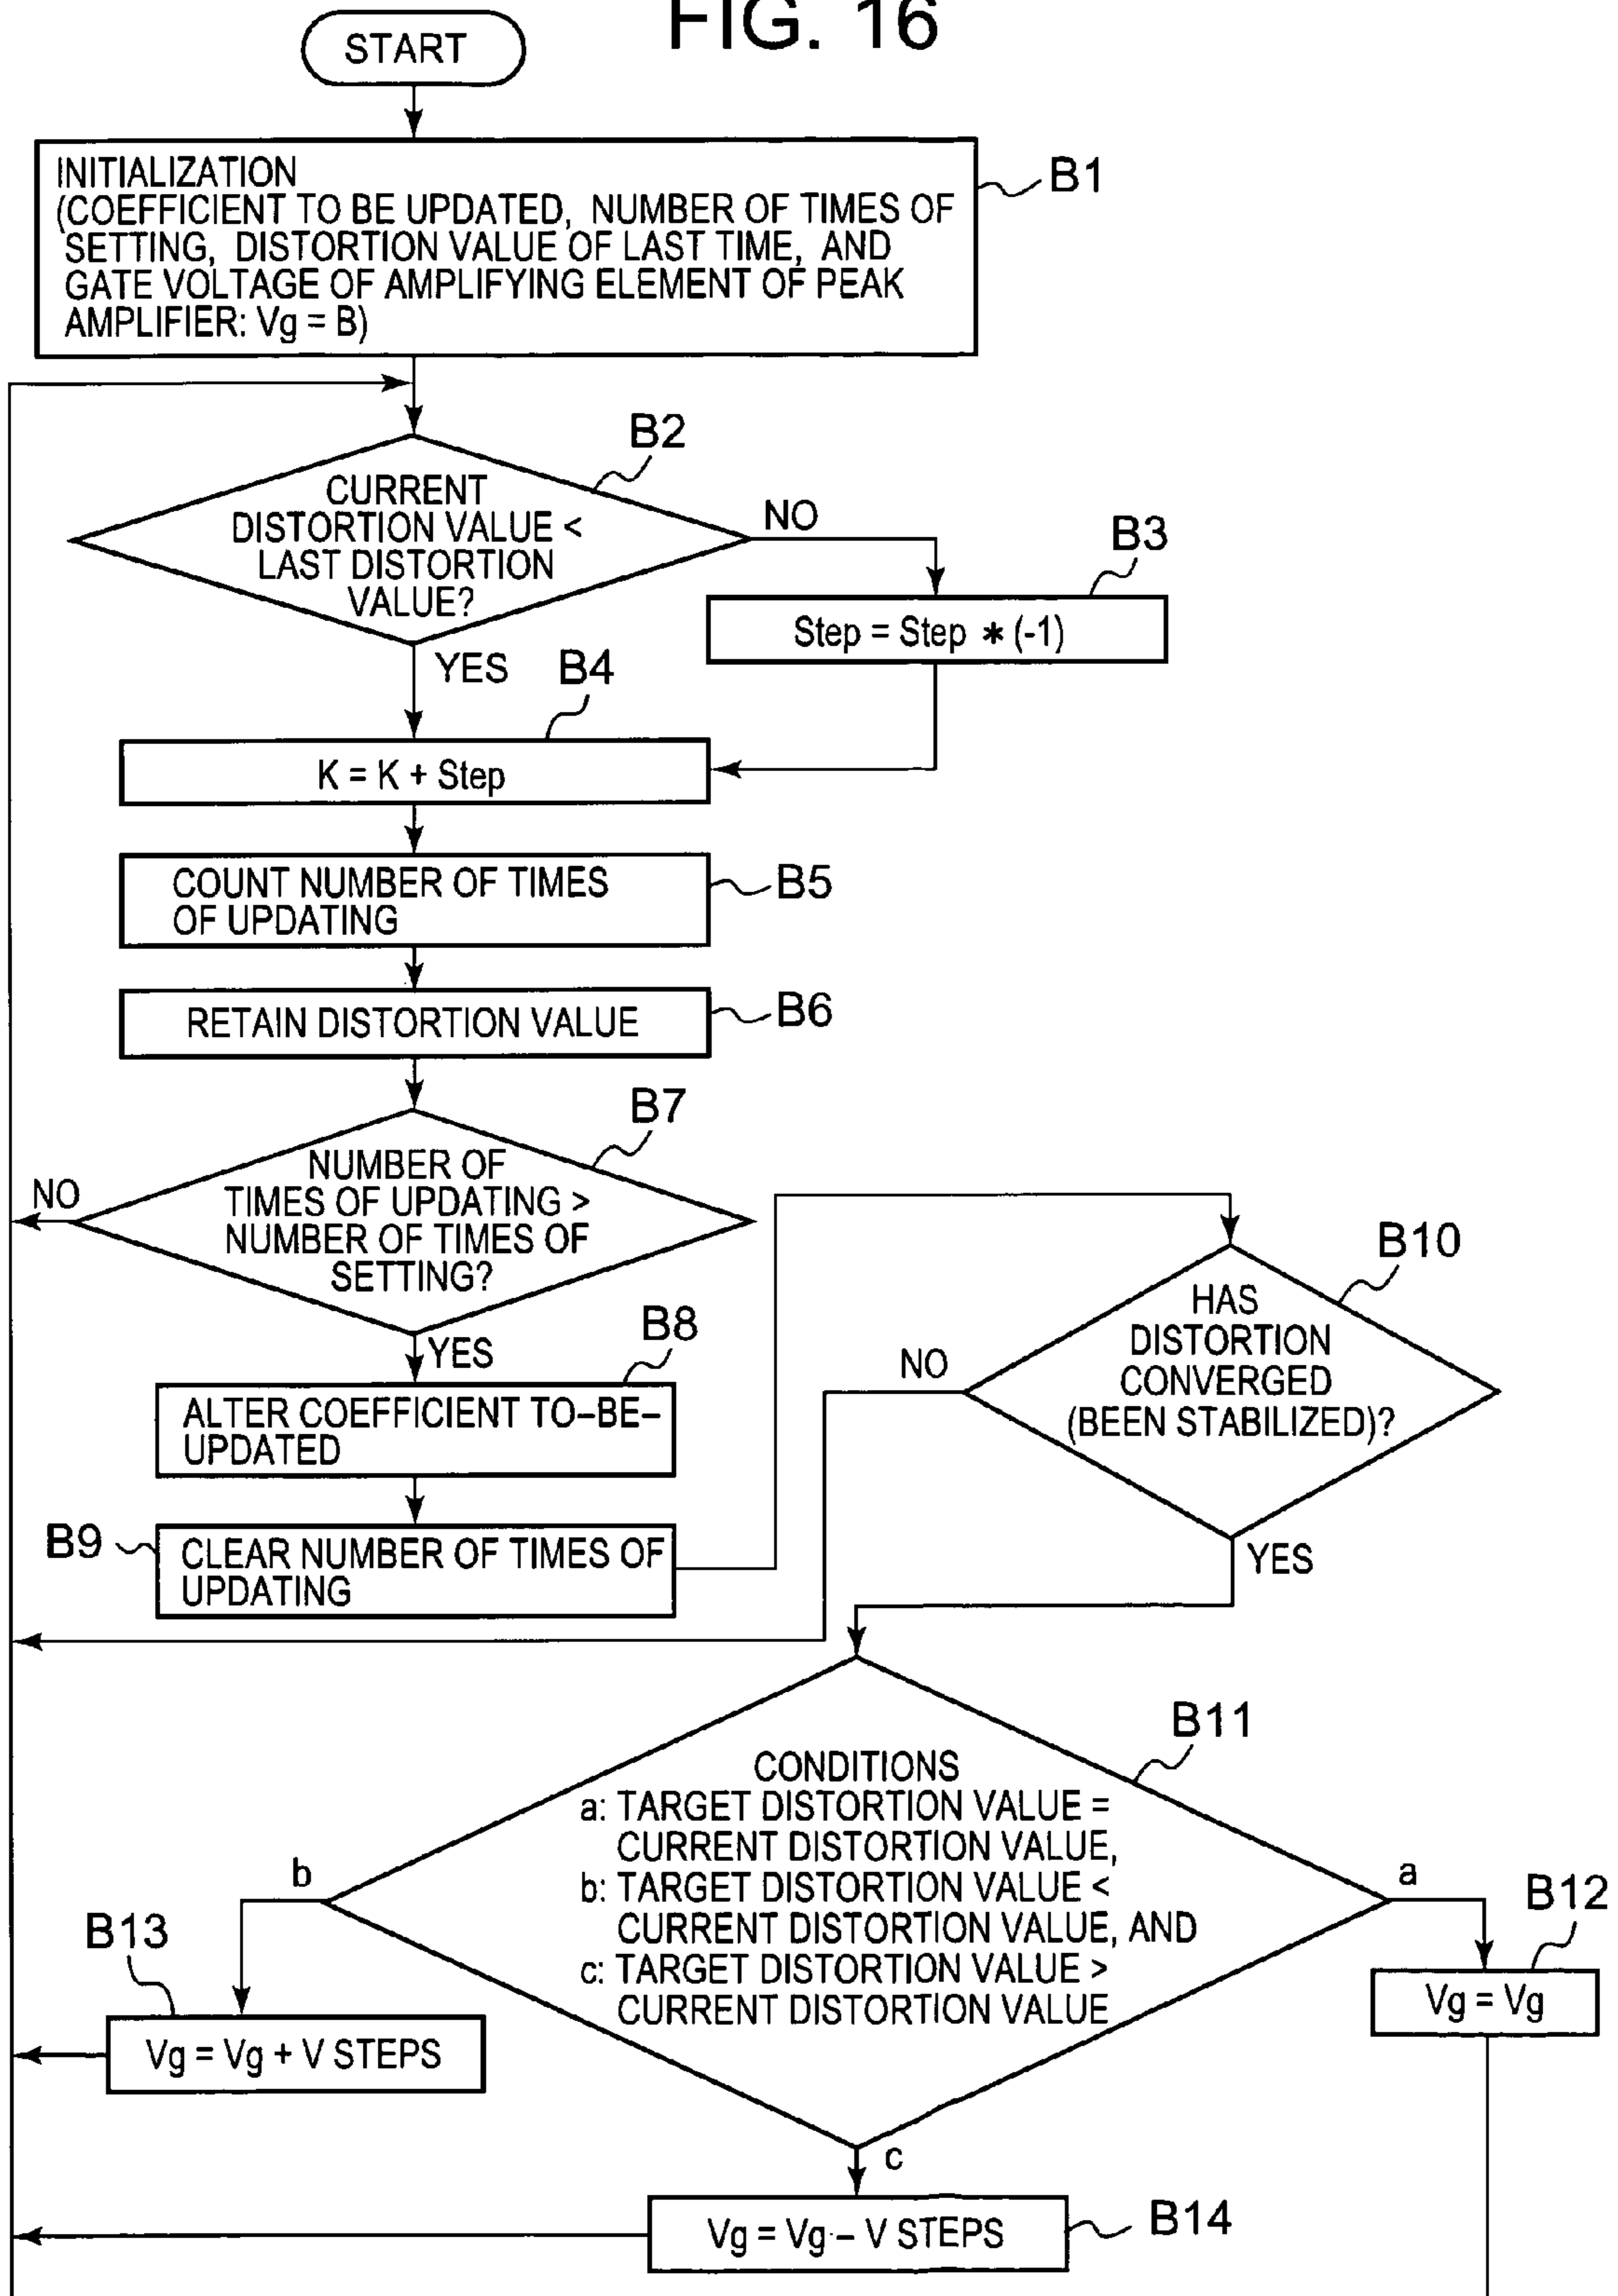 FIG. 16
START
INITIALIZATION
(COEFFICIENT TO BE UPDATED, NUMBER OF TIMES OF
SETTING, DISTORTION VALUE OF LAST TIME, AND
GATE VOLTAGE OF AMPLIFYING ELEMENT OF PEAK
AMPLIFIER: Vg = B)
B1
B2
CURRENT
DISTORTION VALUE <
LAST DISTORTION
VALUE?
NO
B3
Step = Step * (-1)
YES
B4
K = K + Step
COUNT NUMBER OF TIMES
OF UPDATING
B5
RETAIN DISTORTION VALUE
B6
B7
NUMBER OF
TIMES OF UPDATING >
NUMBER OF TIMES OF
SETTING?
NO
YES
B8
ALTER COEFFICIENT TO-BE-
UPDATED
B9
CLEAR NUMBER OF TIMES OF
UPDATING
B10
HAS
DISTORTION
CONVERGED
(BEEN STABILIZED)?
NO
YES
B11
CONDITIONS
a: TARGET DISTORTION VALUE =
CURRENT DISTORTION VALUE,
b: TARGET DISTORTION VALUE <
CURRENT DISTORTION VALUE, AND
c: TARGET DISTORTION VALUE >
CURRENT DISTORTION VALUE
a
B12
Vg = Vg
b
B13
Vg = Vg + V STEPS
c
Vg = Vg - V STEPS
B14